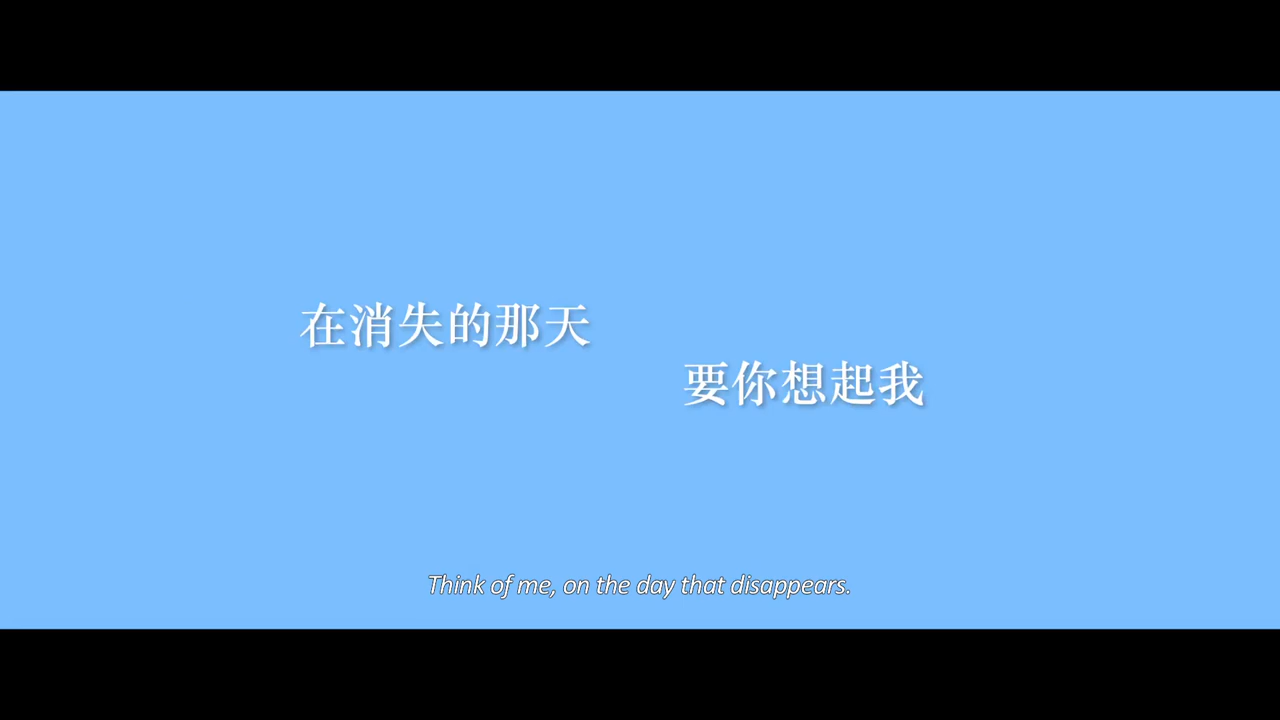 在消失的那天
要你想起我
Think of me, on the day that disappears.